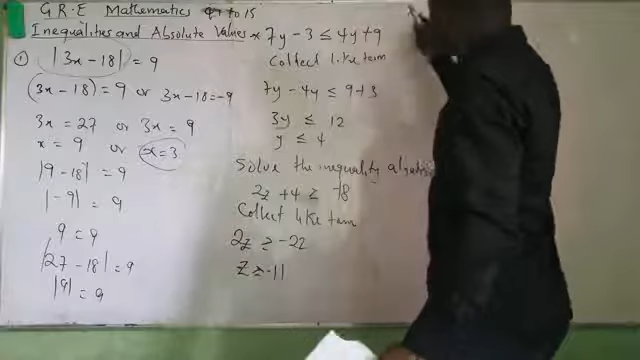 G.R.E Mathematics Q1 to 15
Inequalities and Absolute Values
① |3x - 18| = 9
(3x - 18) = 9 or 3x - 18 = -9
3x = 27 or 3x = 9
x = 9 or x = 3
|9 - 18| = 9
|-9| = 9
9 = 9
|27 - 18| = 9
|9| = 9
* 7y - 3 ≤ 4y + 9
Collect like term
7y - 4y ≤ 9 + 3
3y ≤ 12
y ≤ 4
Solve the inequality
2z + 4 ≥ -18
Collect like term
2z ≥ -22
z ≥ -11